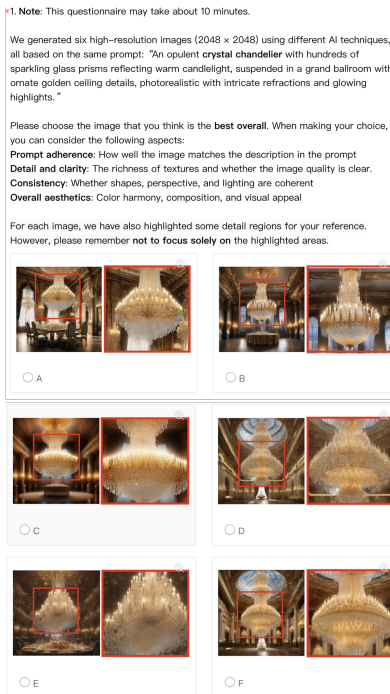 *1. Note: This questionnaire may take about 10 minutes.
We generated six high-resolution images (2048 × 2048) using different AI techniques,
all based on the same prompt: “An opulent crystal chandelier with hundreds of
sparkling glass prisms reflecting warm candlelight, suspended in a grand ballroom with
ornate golden ceiling details, photorealistic with intricate refractions and glowing
highlights.”
Please choose the image that you think is the best overall. When making your choice,
you can consider the following aspects:
Prompt adherence: How well the image matches the description in the prompt
Detail and clarity: The richness of textures and whether the image quality is clear.
Consistency: Whether shapes, perspective, and lighting are coherent
Overall aesthetics: Color harmony, composition, and visual appeal
For each image, we have also highlighted some detail regions for your reference.
However, please remember not to focus solely on the highlighted areas.
A
B
C
D
E
F